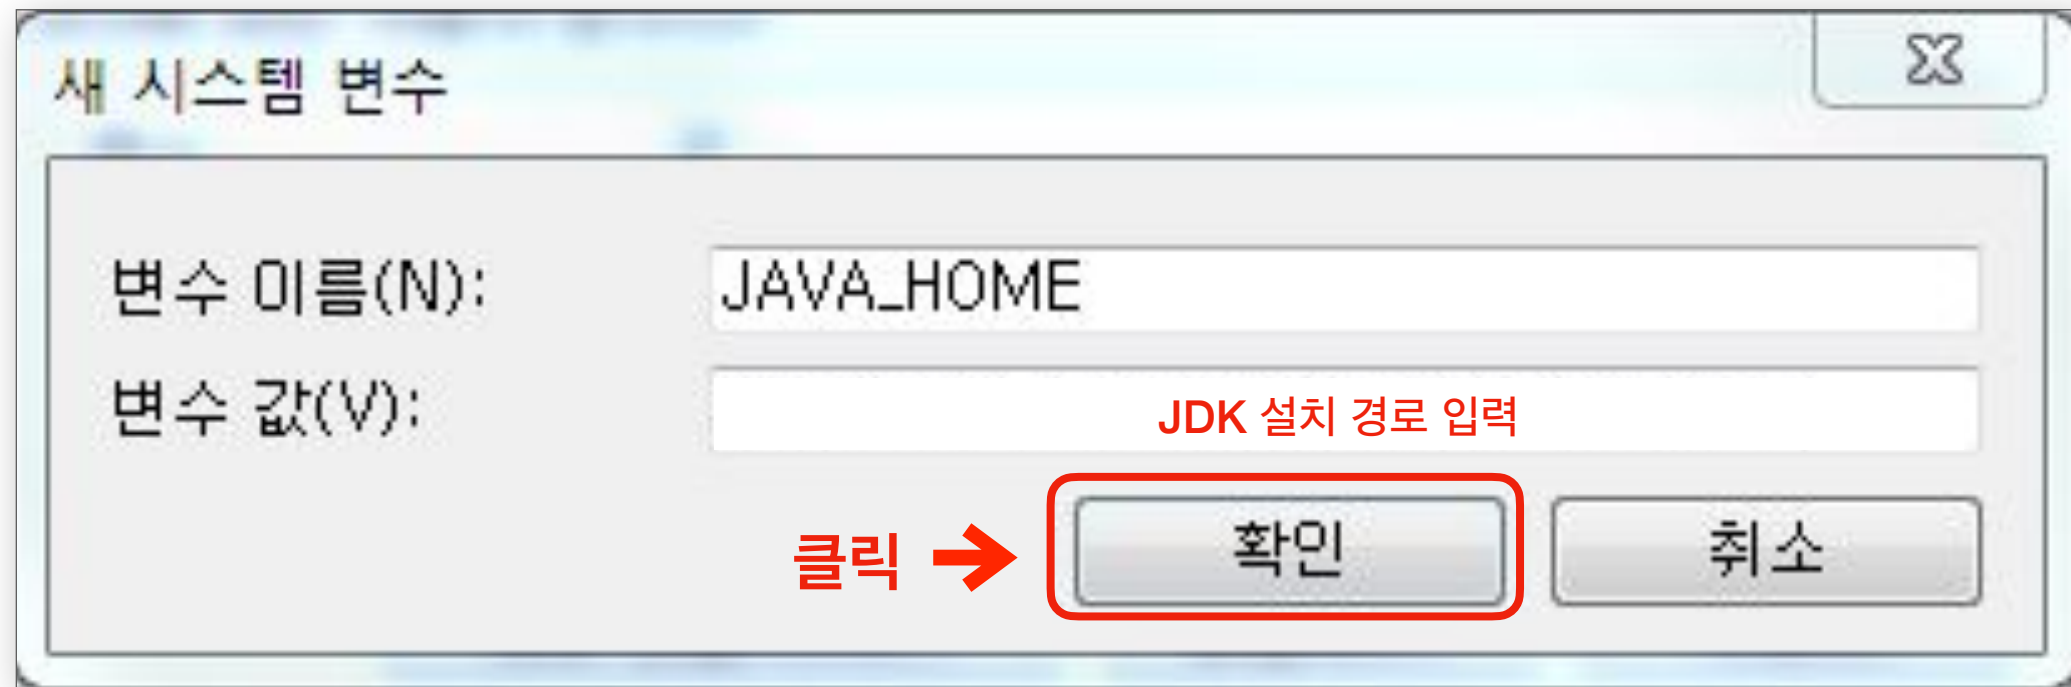 새 시스템 변수
변수 이름(N): JAVA_HOME
변수 값(V): JDK 설치 경로 입력
클릭 확인 취소